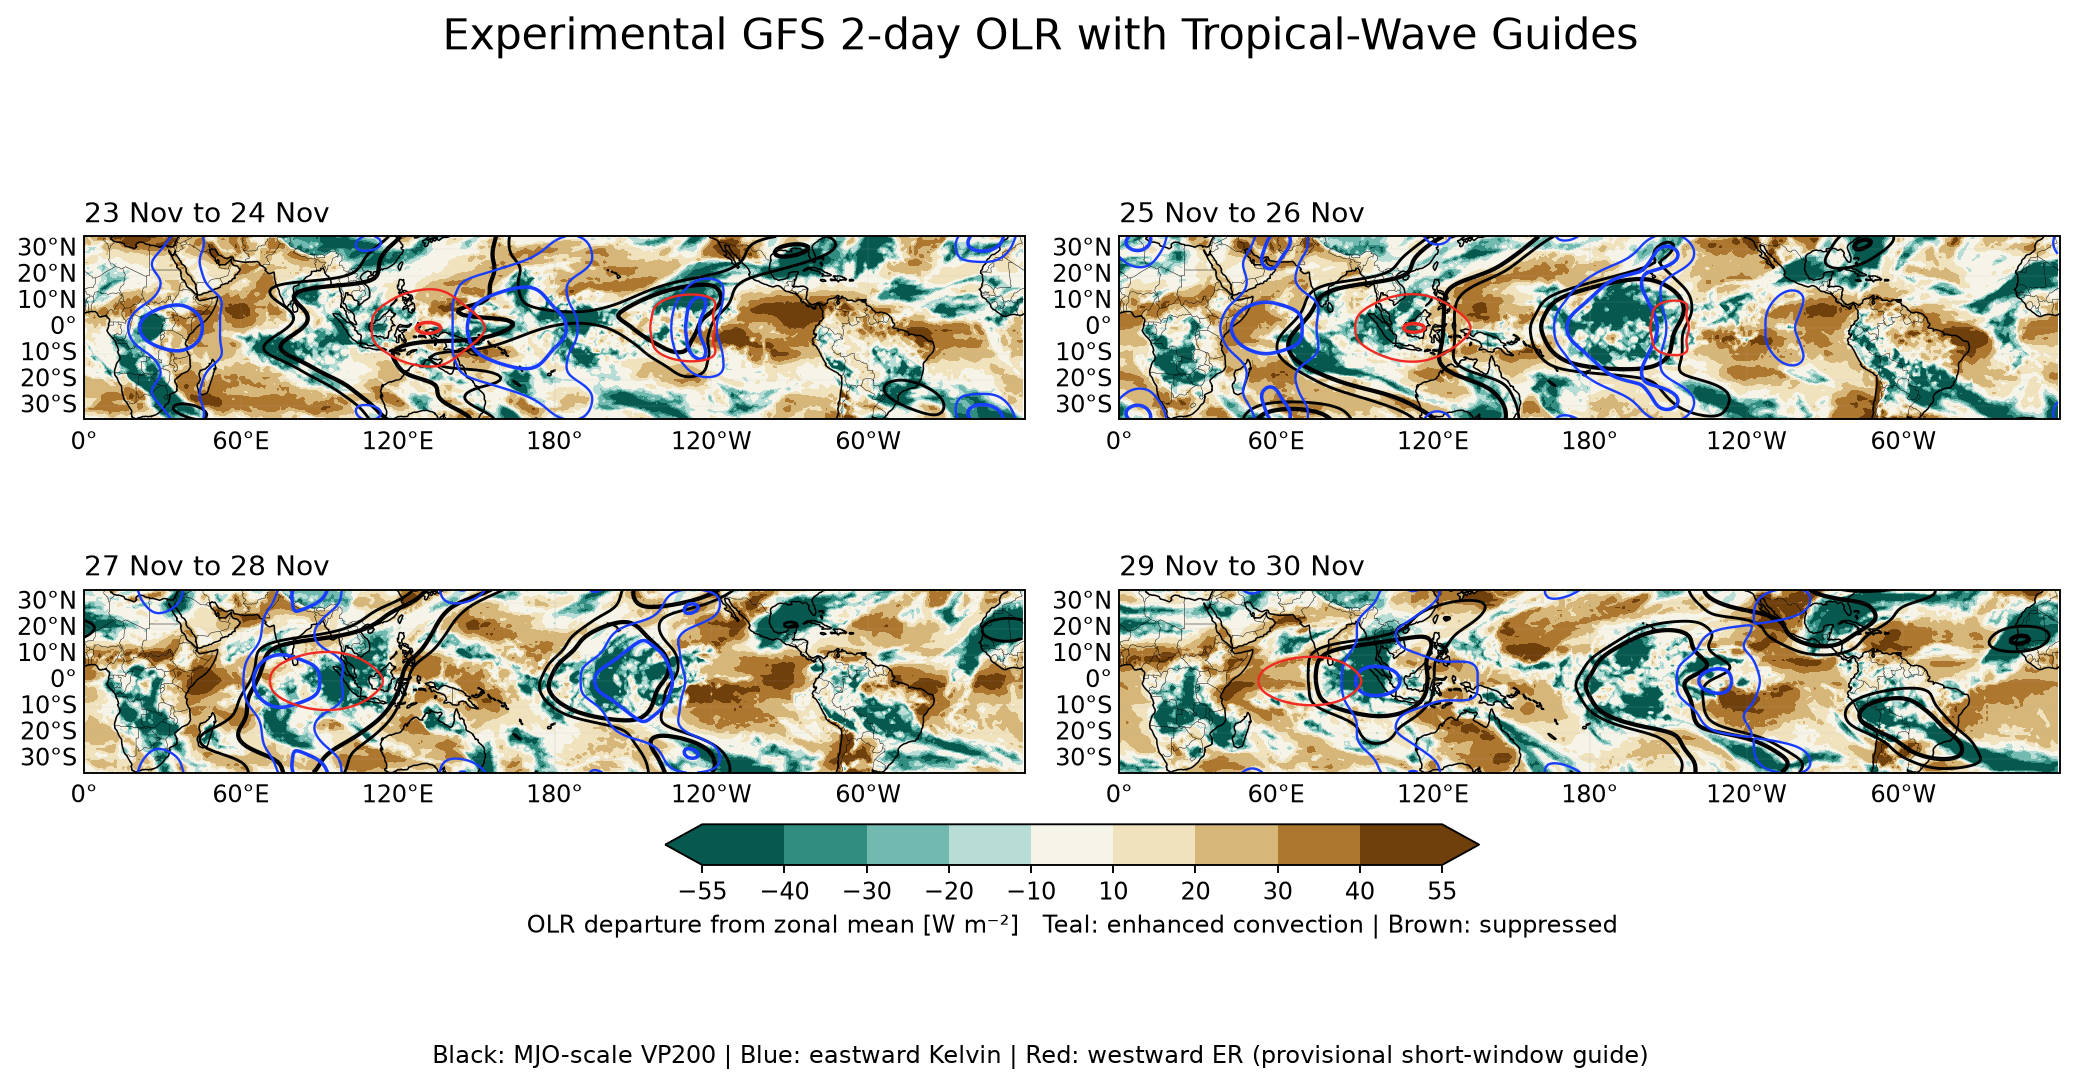 Experimental GFS 2-day OLR with Tropical-Wave Guides
23 Nov to 24 Nov
30°N
20°N
10°N
0°
10°S
20°S
30°S
0° 60°E 120°E 180° 120°W 60°W
25 Nov to 26 Nov
30°N
20°N
10°N
0°
10°S
20°S
30°S
0° 60°E 120°E 180° 120°W 60°W
27 Nov to 28 Nov
30°N
20°N
10°N
0°
10°S
20°S
30°S
0° 60°E 120°E 180° 120°W 60°W
29 Nov to 30 Nov
30°N
20°N
10°N
0°
10°S
20°S
30°S
0° 60°E 120°E 180° 120°W 60°W
−55 −40 −30 −20 −10 10 20 30 40 55
OLR departure from zonal mean [W m⁻²] Teal: enhanced convection | Brown: suppressed
Black: MJO-scale VP200 | Blue: eastward Kelvin | Red: westward ER (provisional short-window guide)